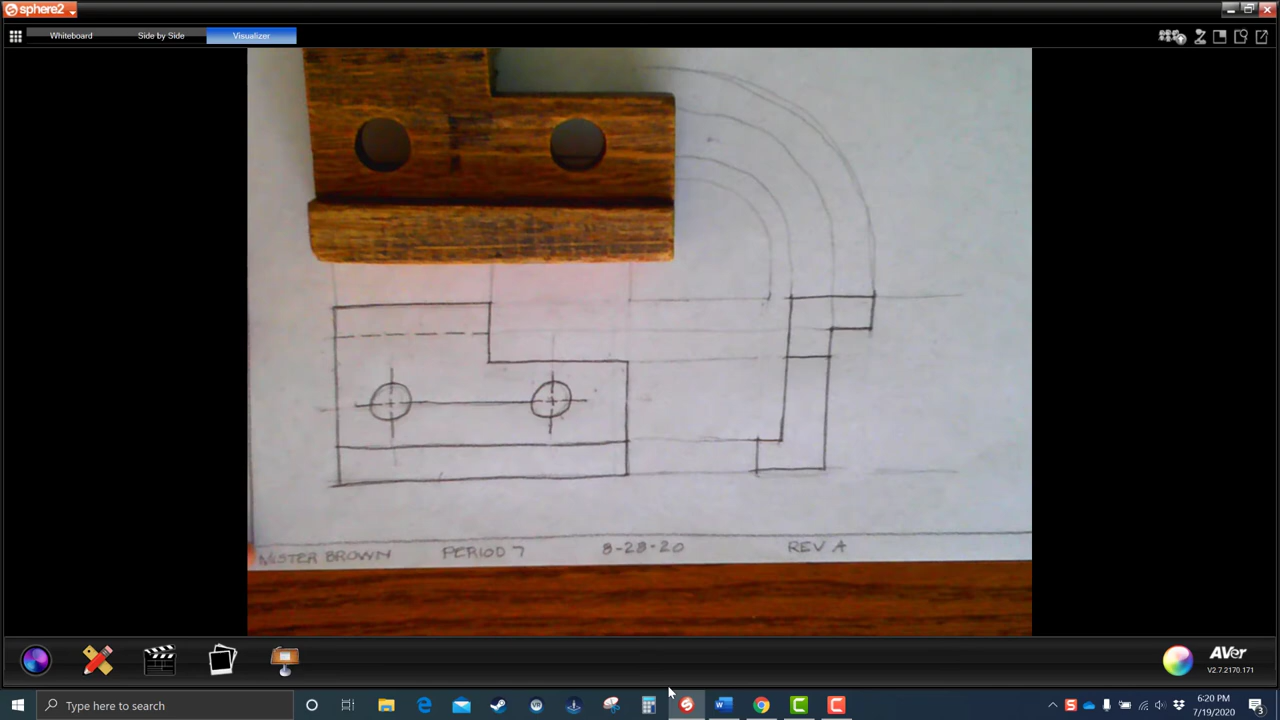 sphere2
Whiteboard Side by Side Visualizer
MISTER BROWN PERIOD 7 8-28-20 REV A
AVer
V2.7.2170.171
Type here to search
6:20 PM
7/19/2020
3